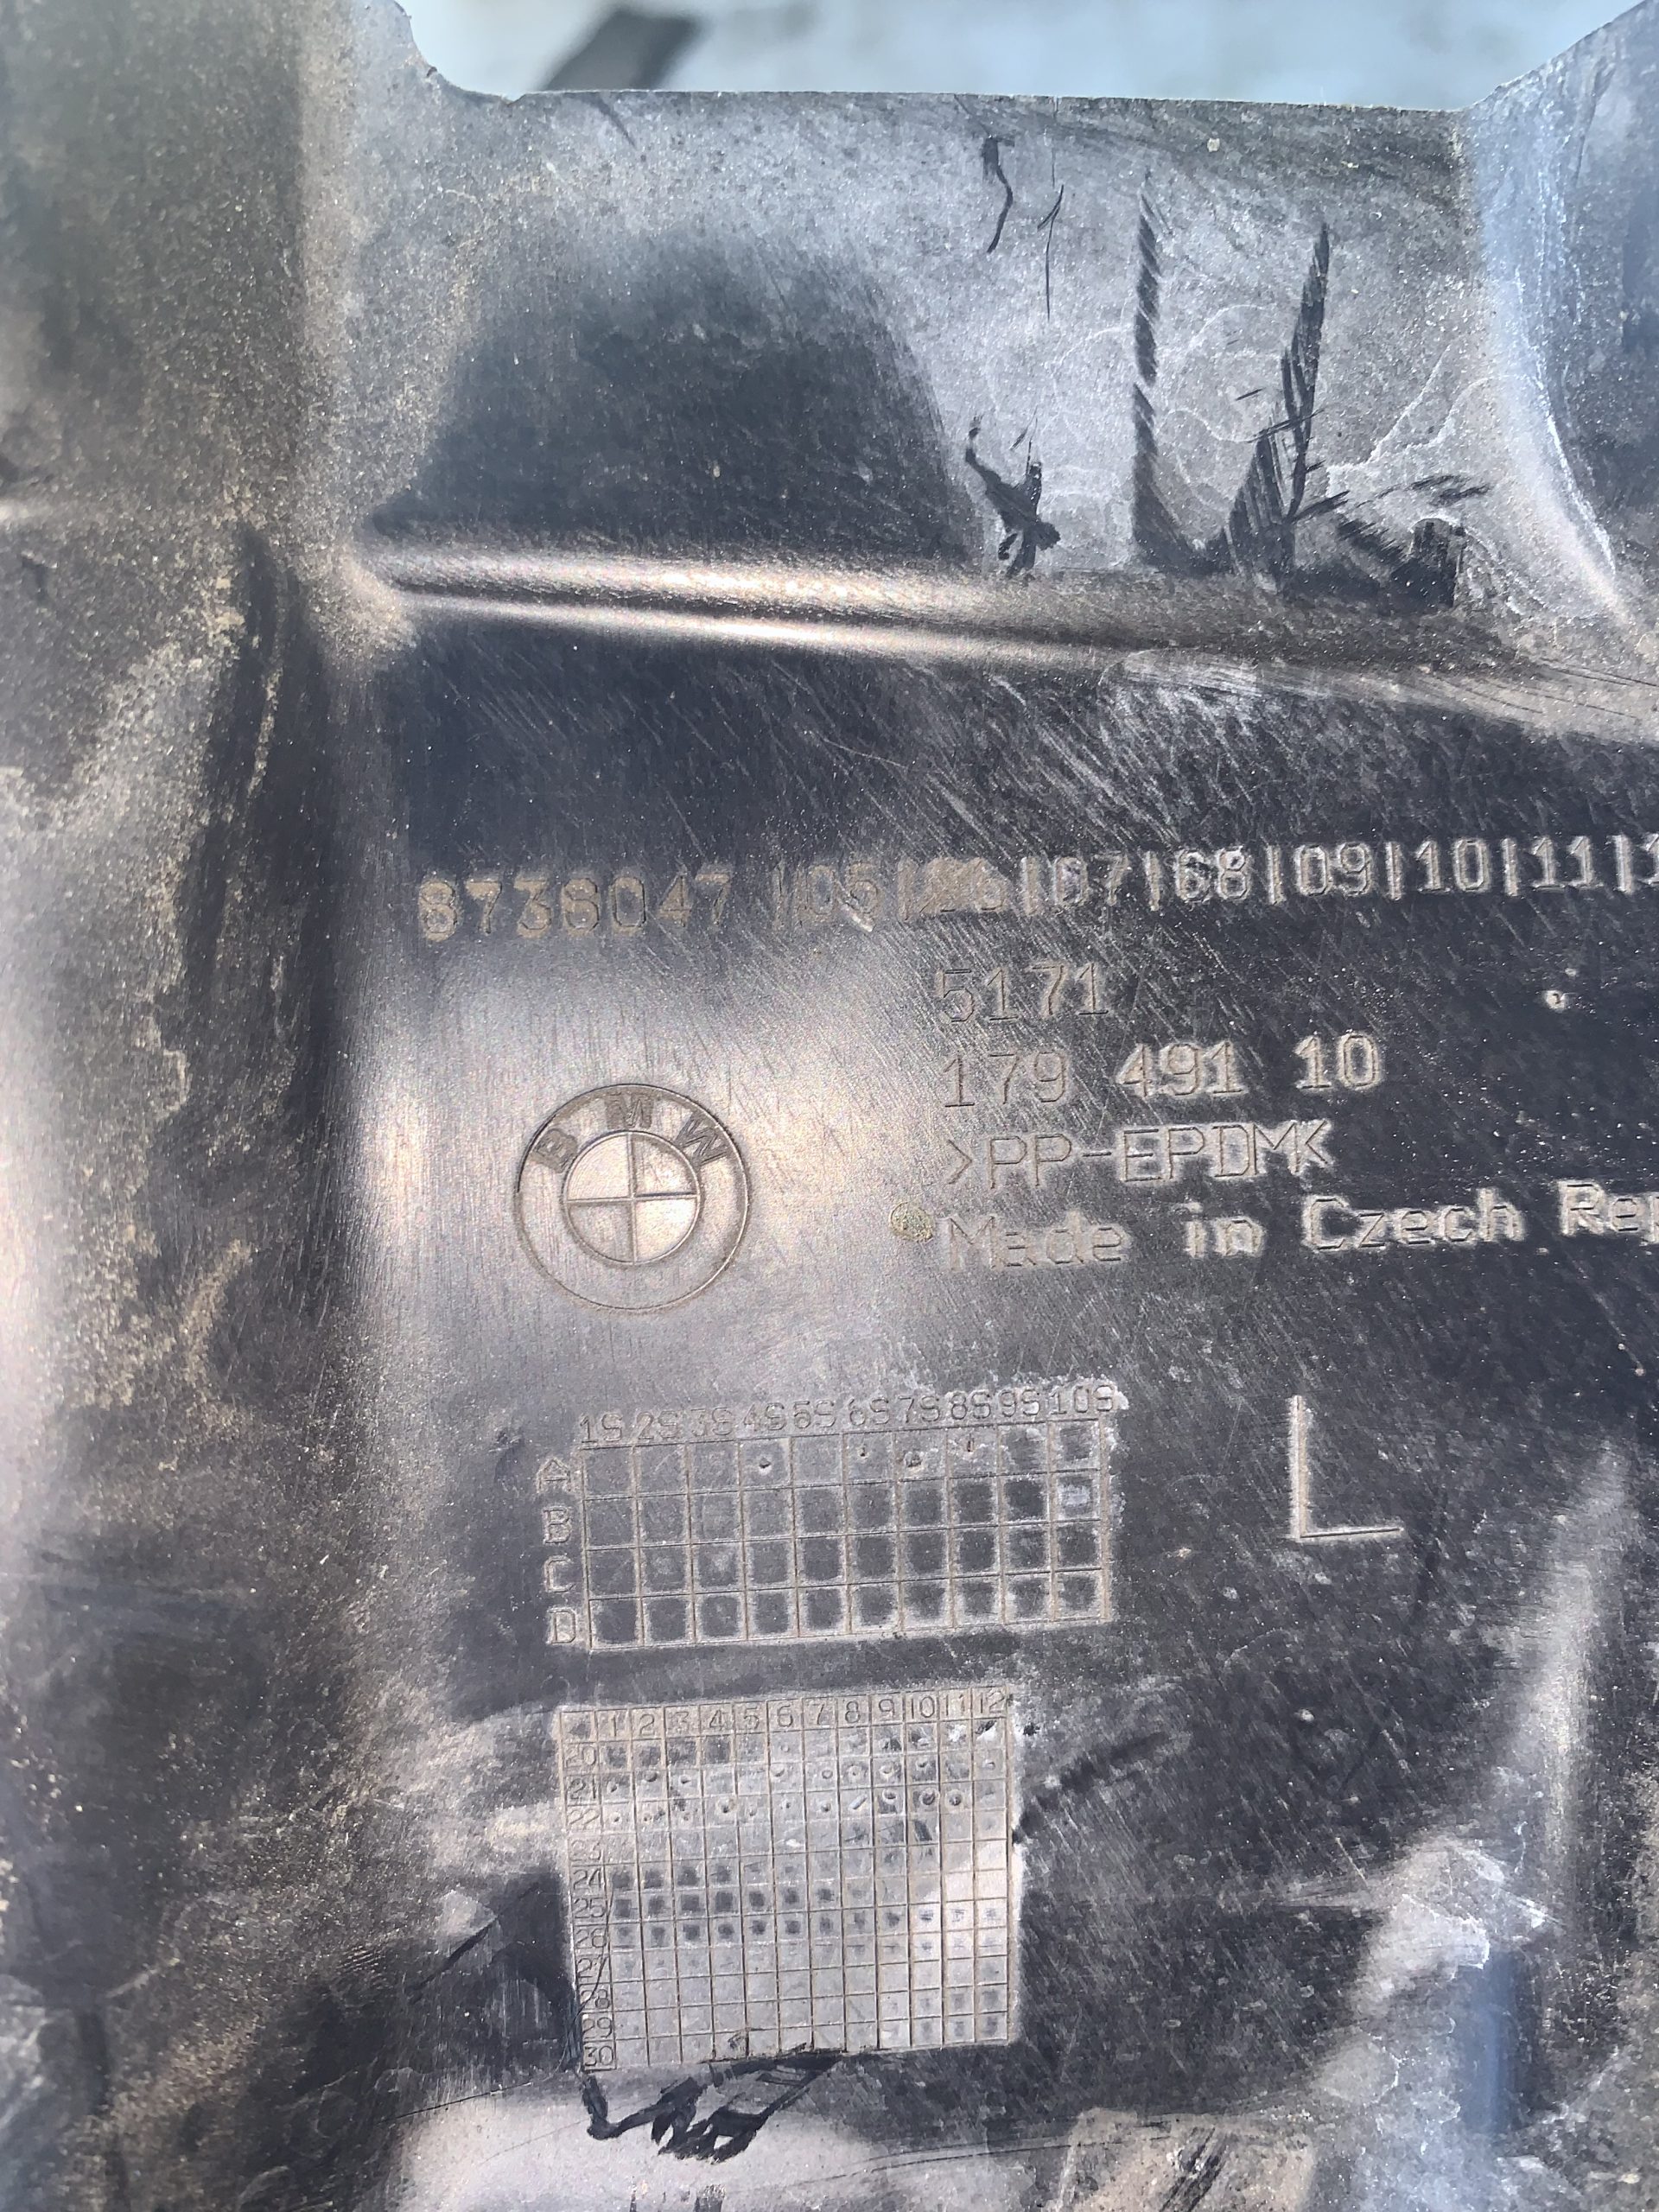 8738047 |05|06|07|08|09|10|11|
5171
179 491 10
>PP-EPDM<
Made in Czech Rep
BMW
1S 2S 3S 4S 5S 6S 7S 8S 9S 10S
A
B
C
D
L
1 2 3 4 5 6 7 8 9 10 11 12
20
21
22
23
24
25
26
27
28
29
30